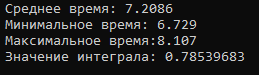 Среднее время: 7.2086
Минимальное время: 6.729
Максимальное время:8.107
Значение интеграла: 0.78539683